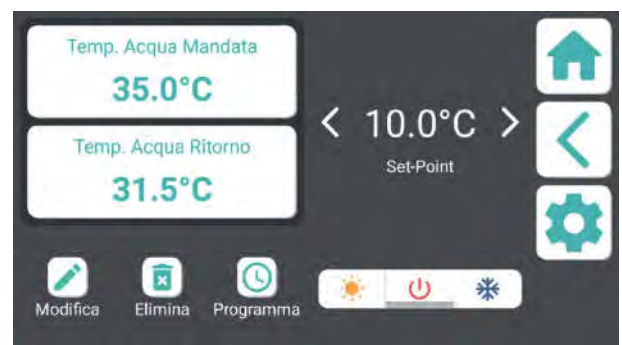 Temp. Acqua Mandata
35.0°C
Temp. Acqua Ritorno
31.5°C
10.0°C
Set-Point
Modifica
Elimina
Programma